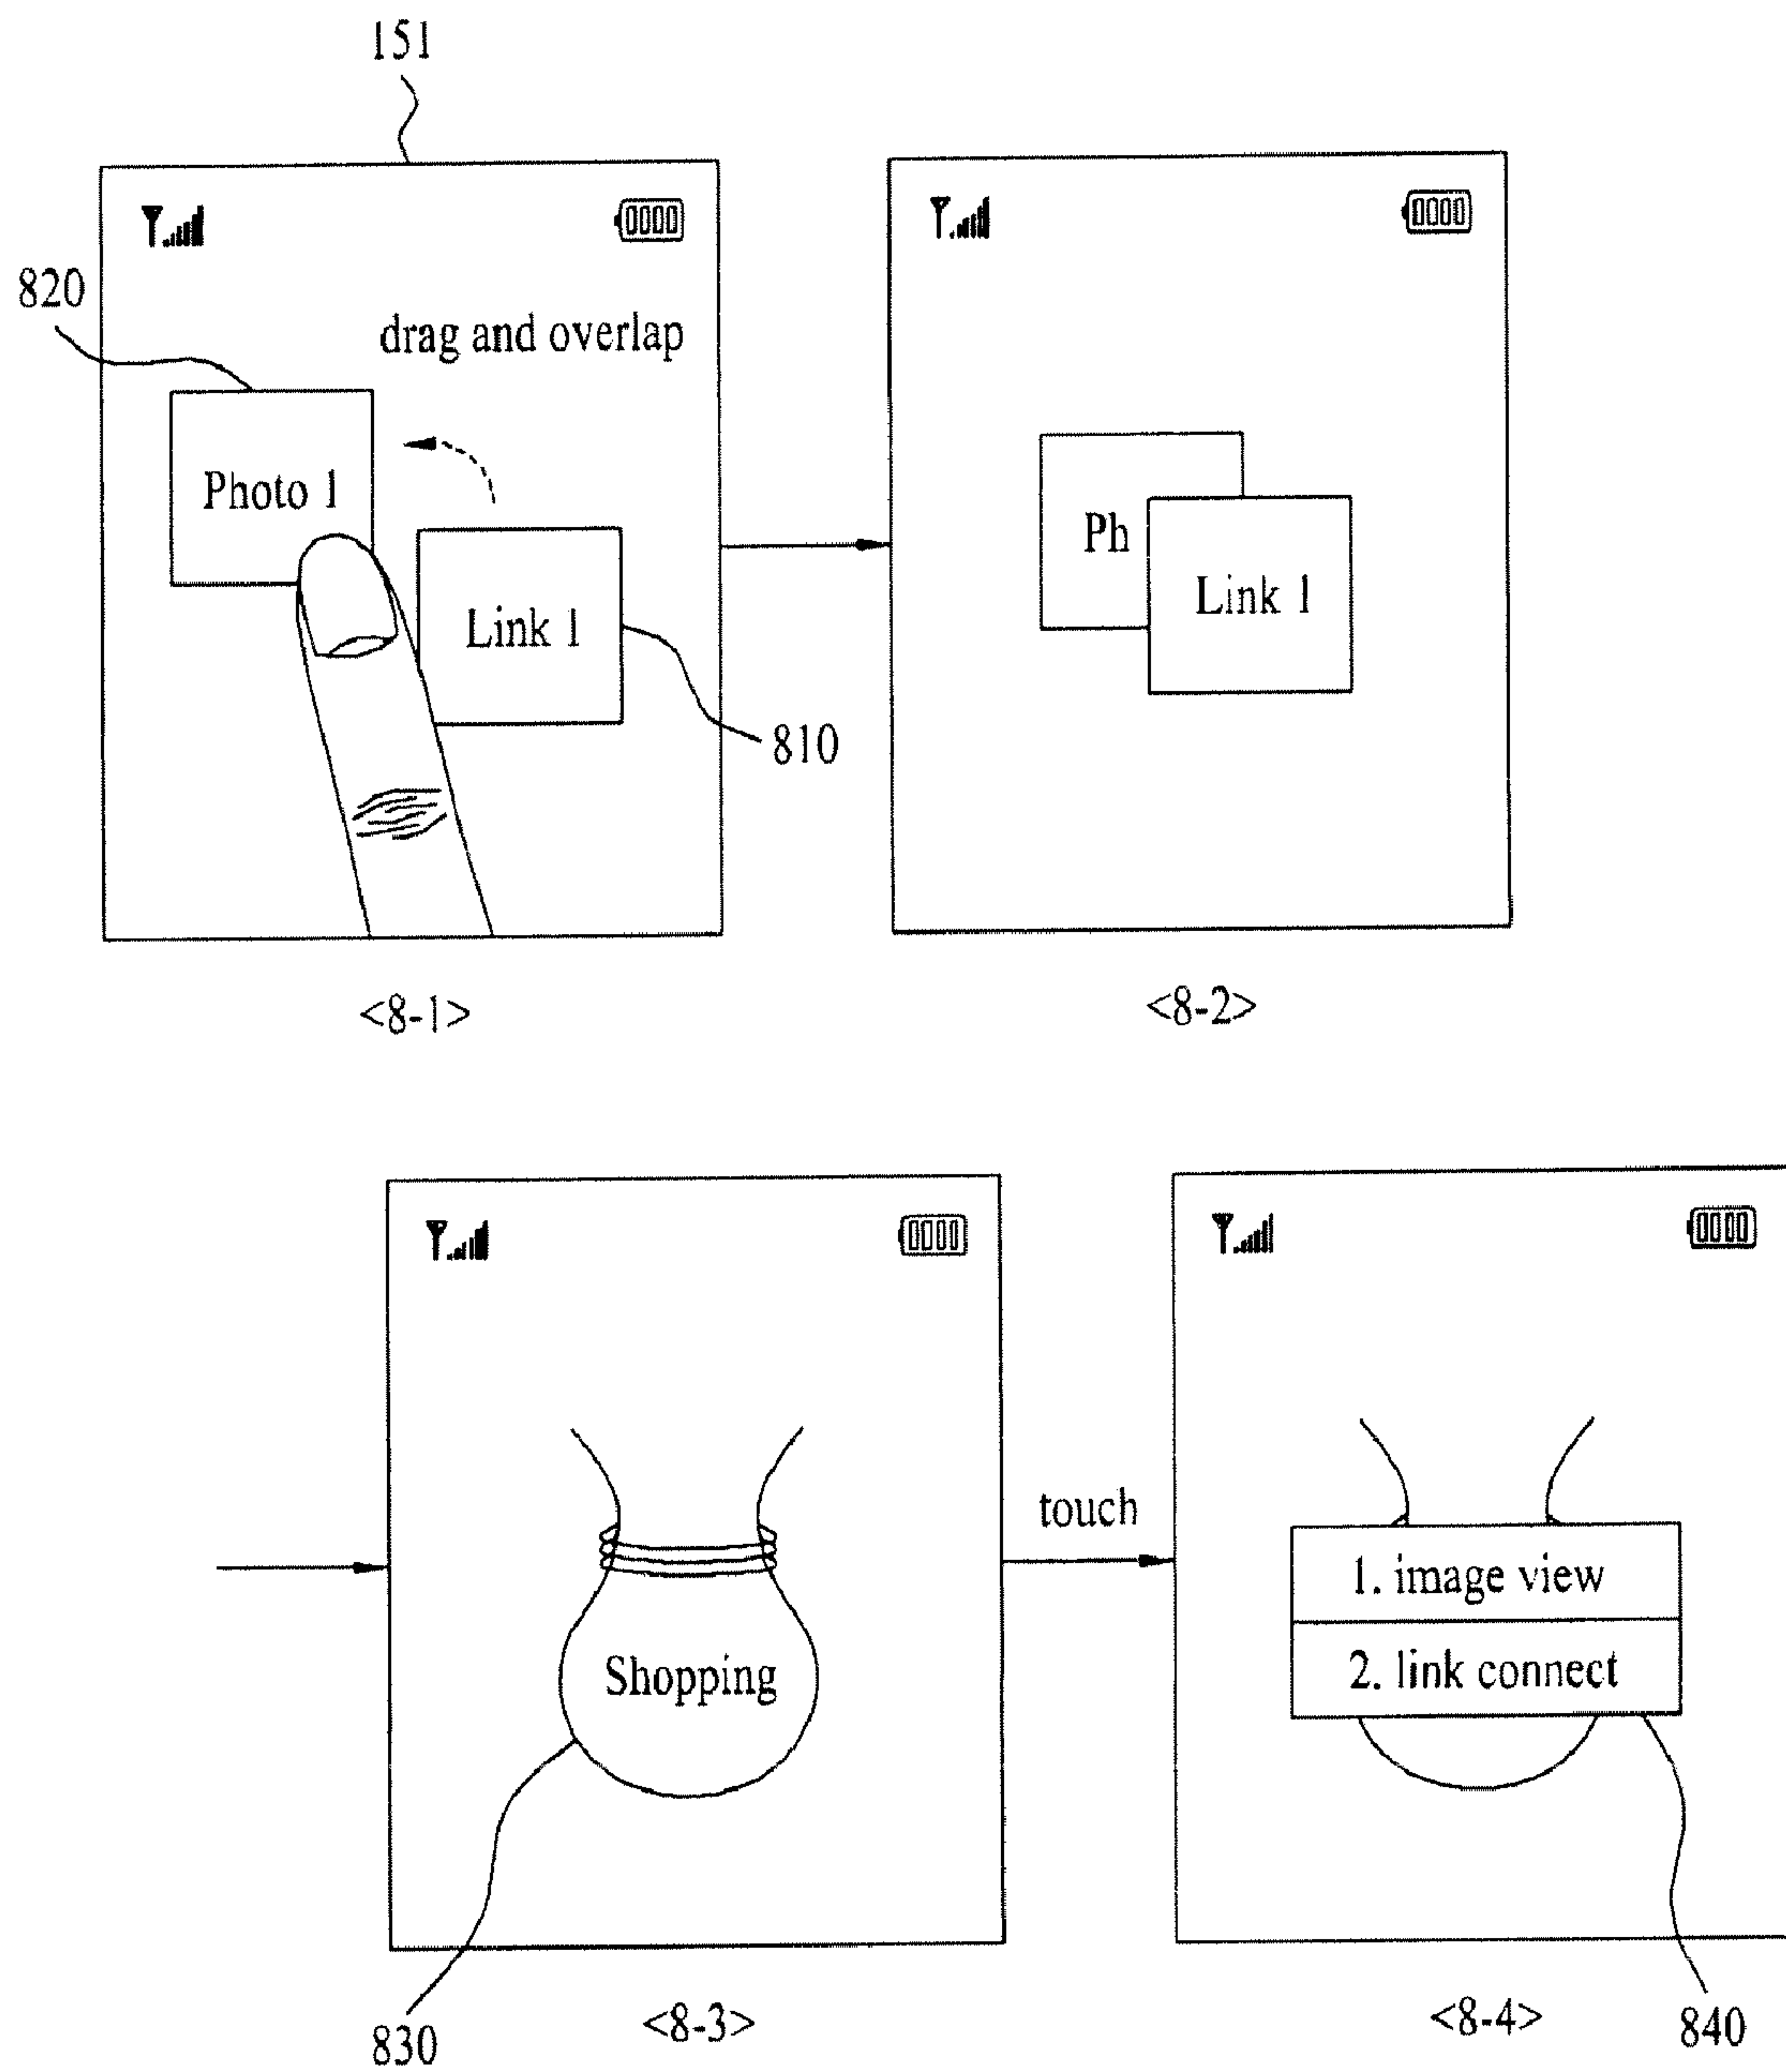 151
820
drag and overlap
Photo 1
Link 1
810
Ph
Link 1
<8-1>
<8-2>
Shopping
touch
1. image view
2. link connect
830
<8-3>
<8-4>
840